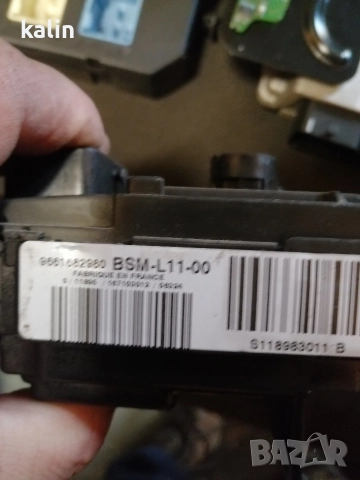 kalin
9661682980 BSM-L11-00
FABRIQUE EN FRANCE
S118983011 B
BAZAR